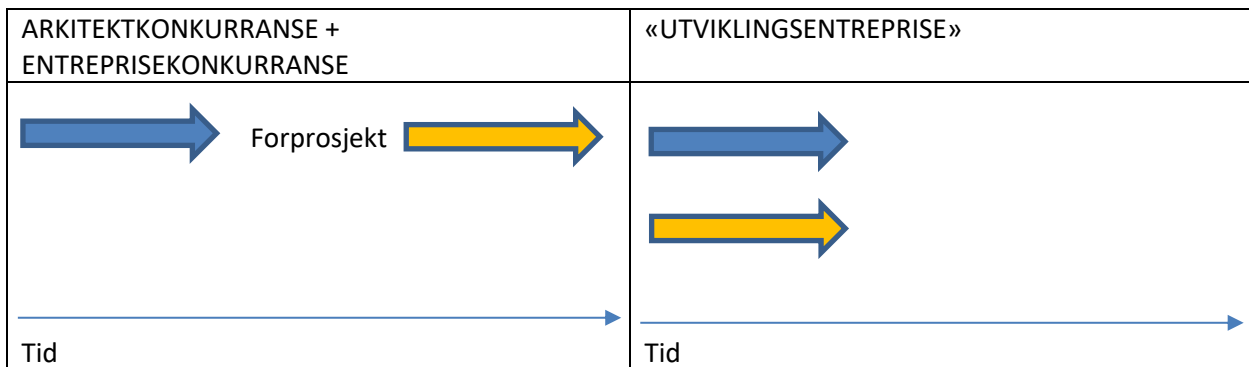 ARKITEKTKONKURRANSE +
ENTREPRISEKONKURRANSE
«UTVIKLINGSENTREPRISE»
Forprosjekt
Tid
Tid